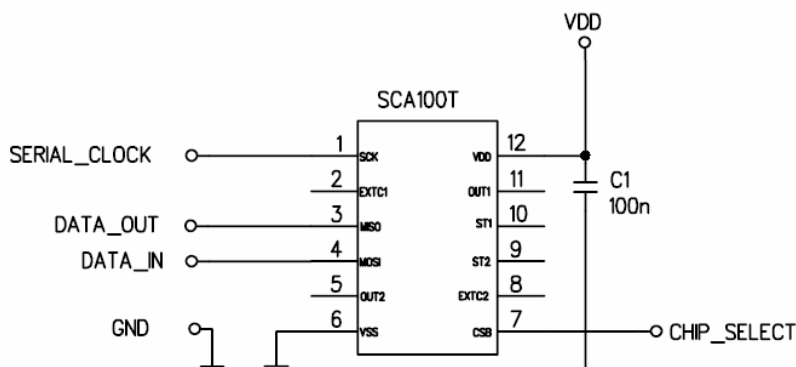 VDD
SCA100T
SERIAL_CLOCK 1 SCK VDD 12
2 EXTC1 OUT1 11
C1
100n
DATA_OUT 3 MISO ST1 10
DATA_IN 4 MOSI ST2 9
5 OUT2 EXTC2 8
GND 6 VSS CSB 7 CHIP_SELECT